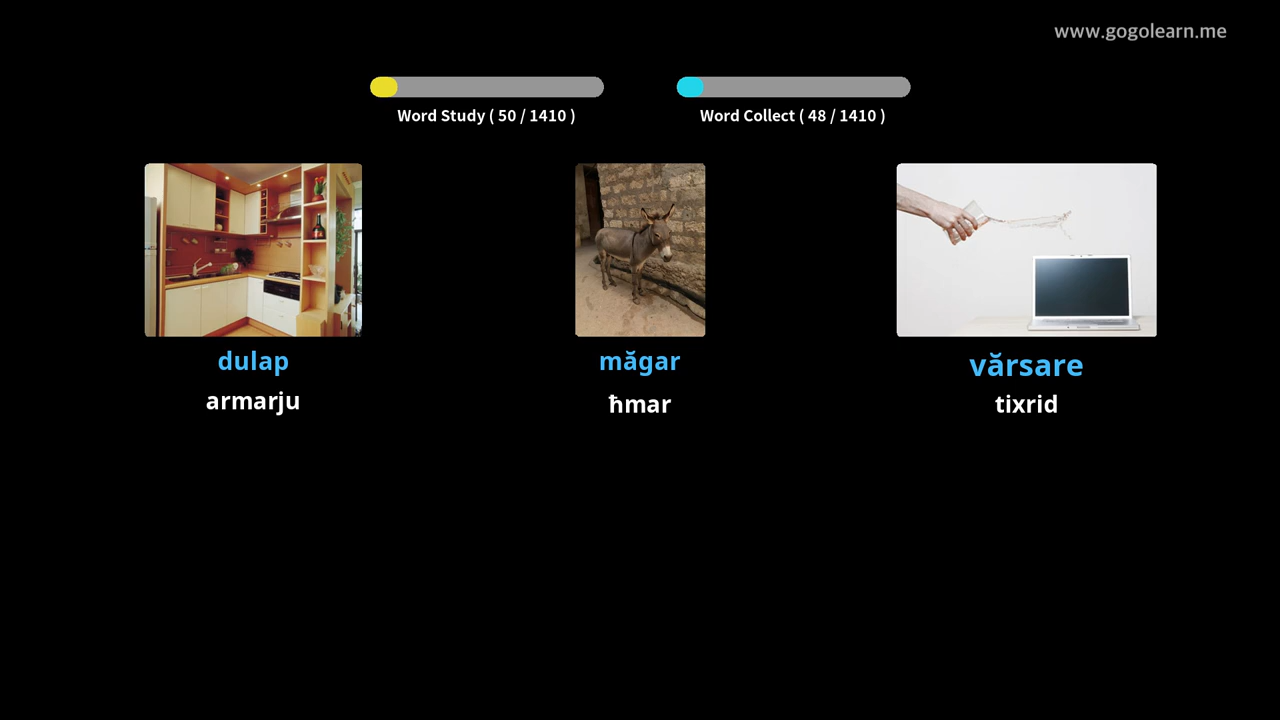 www.gogolearn.me
Word Study ( 50 / 1410 )
Word Collect ( 48 / 1410 )
dulap
armarju
măgar
ħmar
vărsare
tixrid